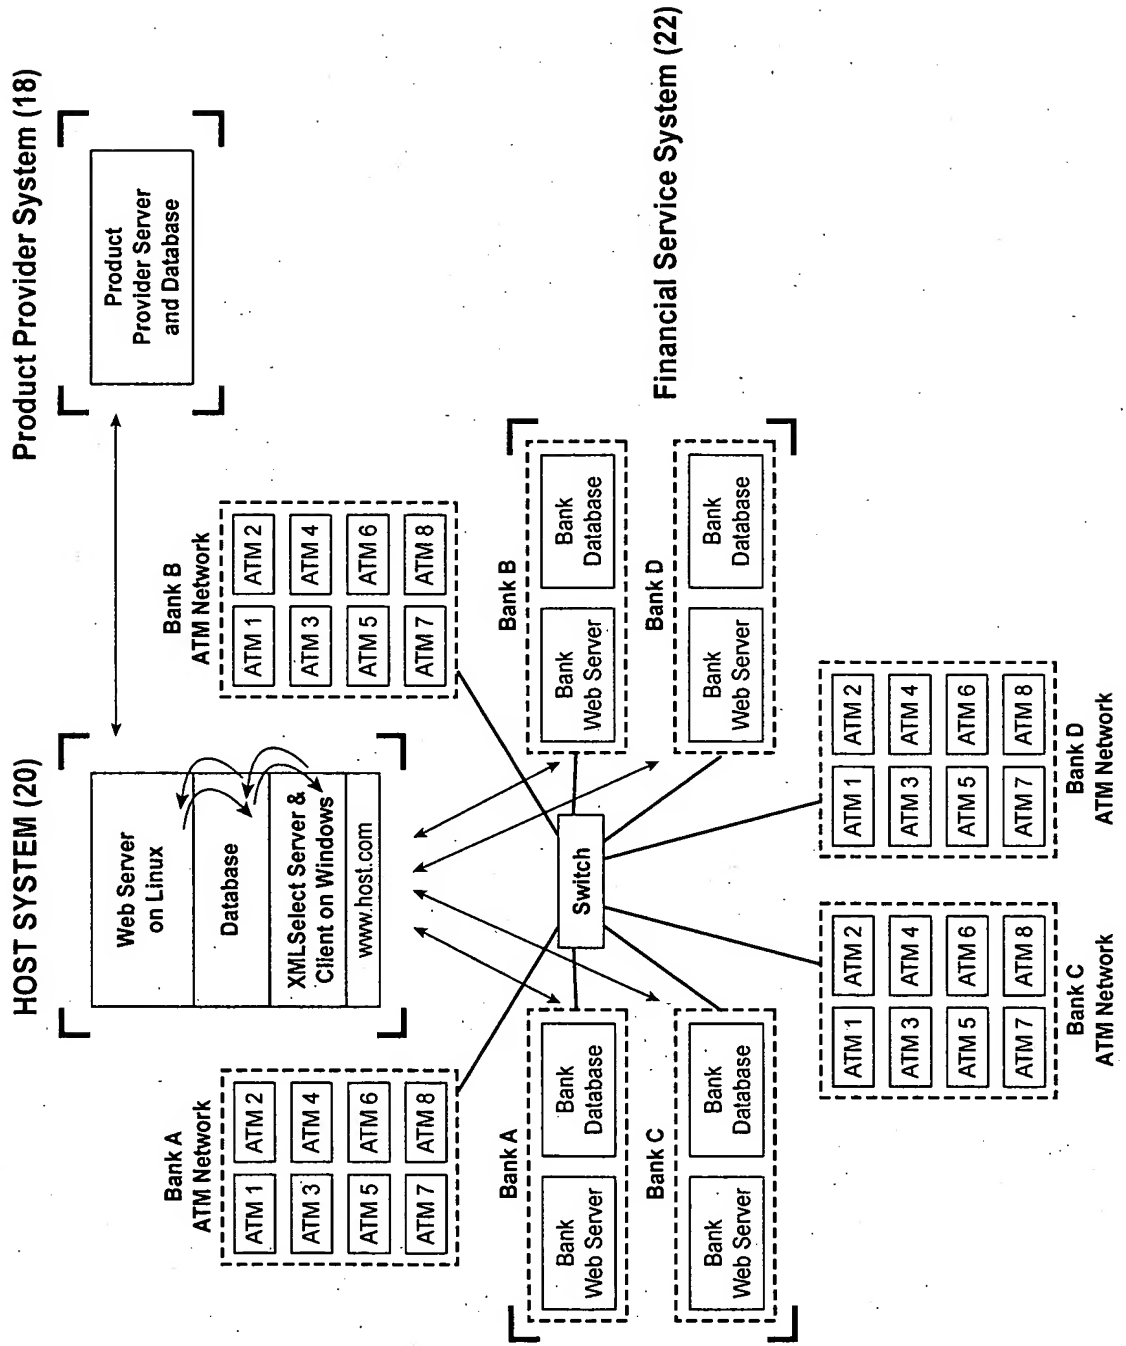 HOST SYSTEM (20)
Product Provider System (18)
Web Server
on Linux
Database
XMLSelect Server &
Client on Windows
www.host.com
Product
Provider Server
and Database
Bank A
ATM Network
ATM 1
ATM 2
ATM 3
ATM 4
ATM 5
ATM 6
ATM 7
ATM 8
Bank B
ATM Network
ATM 1
ATM 2
ATM 3
ATM 4
ATM 5
ATM 6
ATM 7
ATM 8
Bank A
Bank
Web Server
Bank
Database
Switch
Bank B
Bank
Web Server
Bank
Database
Bank C
Bank
Web Server
Bank
Database
Bank D
Bank
Web Server
Bank
Database
Financial Service System (22)
ATM 1
ATM 2
ATM 3
ATM 4
ATM 5
ATM 6
ATM 7
ATM 8
Bank C
ATM Network
ATM 1
ATM 2
ATM 3
ATM 4
ATM 5
ATM 6
ATM 7
ATM 8
Bank D
ATM Network